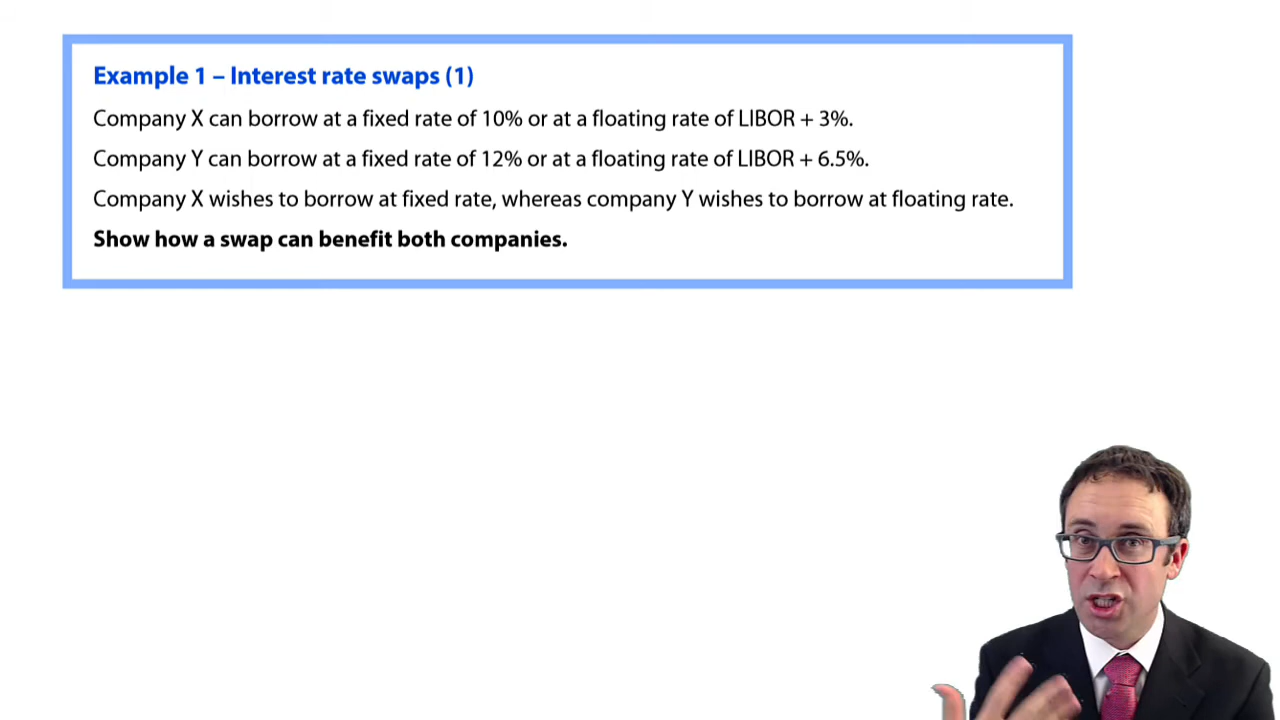 Example 1 – Interest rate swaps (1)
Company X can borrow at a fixed rate of 10% or at a floating rate of LIBOR + 3%.
Company Y can borrow at a fixed rate of 12% or at a floating rate of LIBOR + 6.5%.
Company X wishes to borrow at fixed rate, whereas company Y wishes to borrow at floating rate.
Show how a swap can benefit both companies.